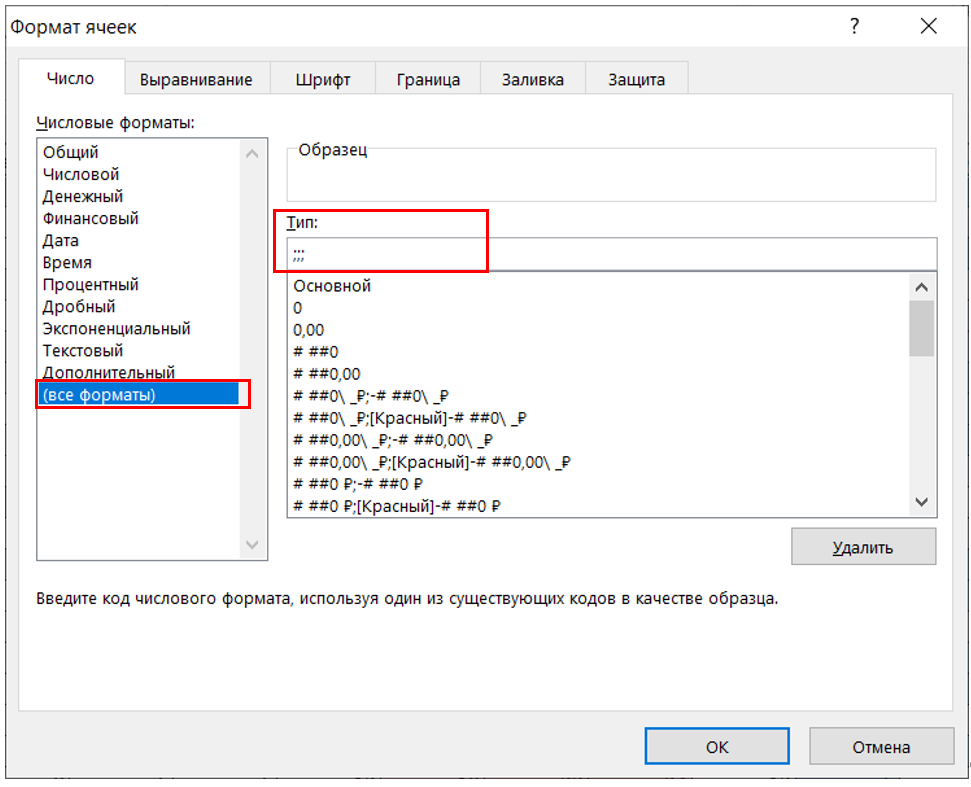 Формат ячеек
?
Число
Выравнивание
Шрифт
Граница
Заливка
Защита
Числовые форматы:
Общий
Числовой
Денежный
Финансовый
Дата
Время
Процентный
Дробный
Экспоненциальный
Текстовый
Дополнительный
(все форматы)
Образец
Тип:
;;;
Основной
0
0,00
# ##0
# ##0,00
# ##0\ _₽;-# ##0\ _₽
# ##0\ _₽;[Красный]-# ##0\ _₽
# ##0,00\ _₽;-# ##0,00\ _₽
# ##0,00\ _₽;[Красный]-# ##0,00\ _₽
# ##0 ₽;-# ##0 ₽
# ##0 ₽;[Красный]-# ##0 ₽
Удалить
Введите код числового формата, используя один из существующих кодов в качестве образца.
ОК
Отмена